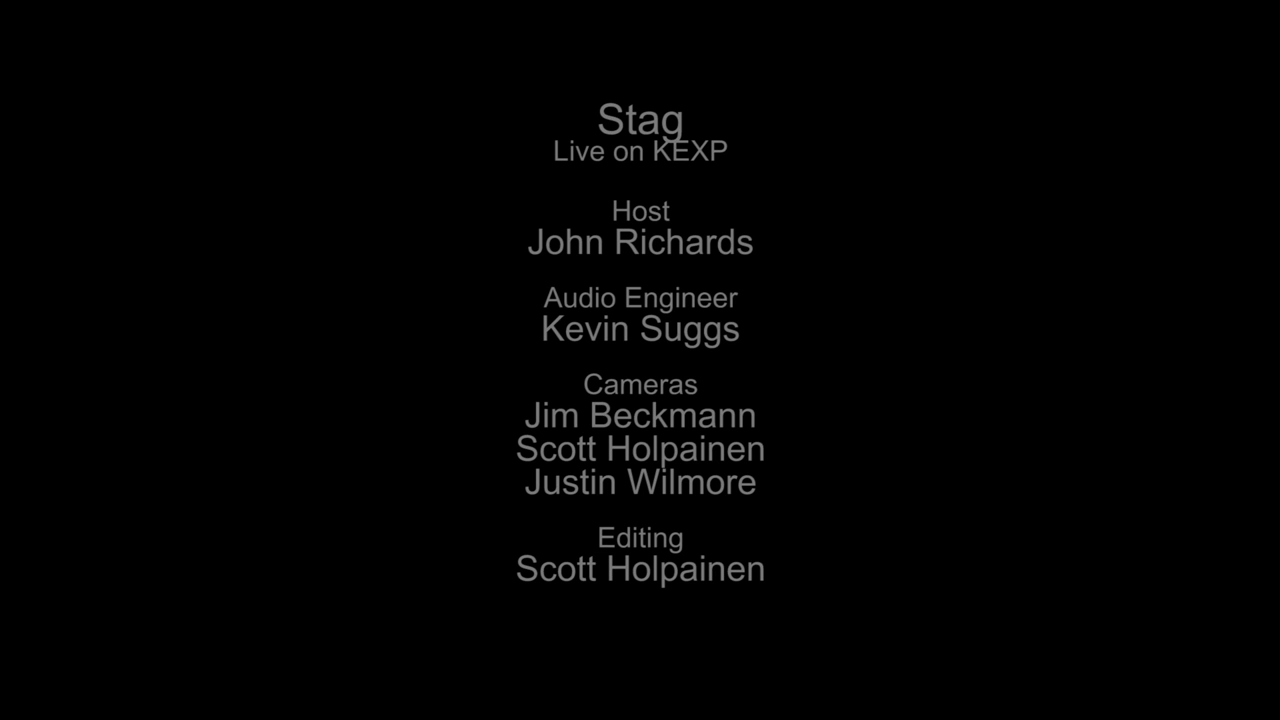 Stag
Live on KEXP
Host
John Richards
Audio Engineer
Kevin Suggs
Cameras
Jim Beckmann
Scott Holpainen
Justin Wilmore
Editing
Scott Holpainen